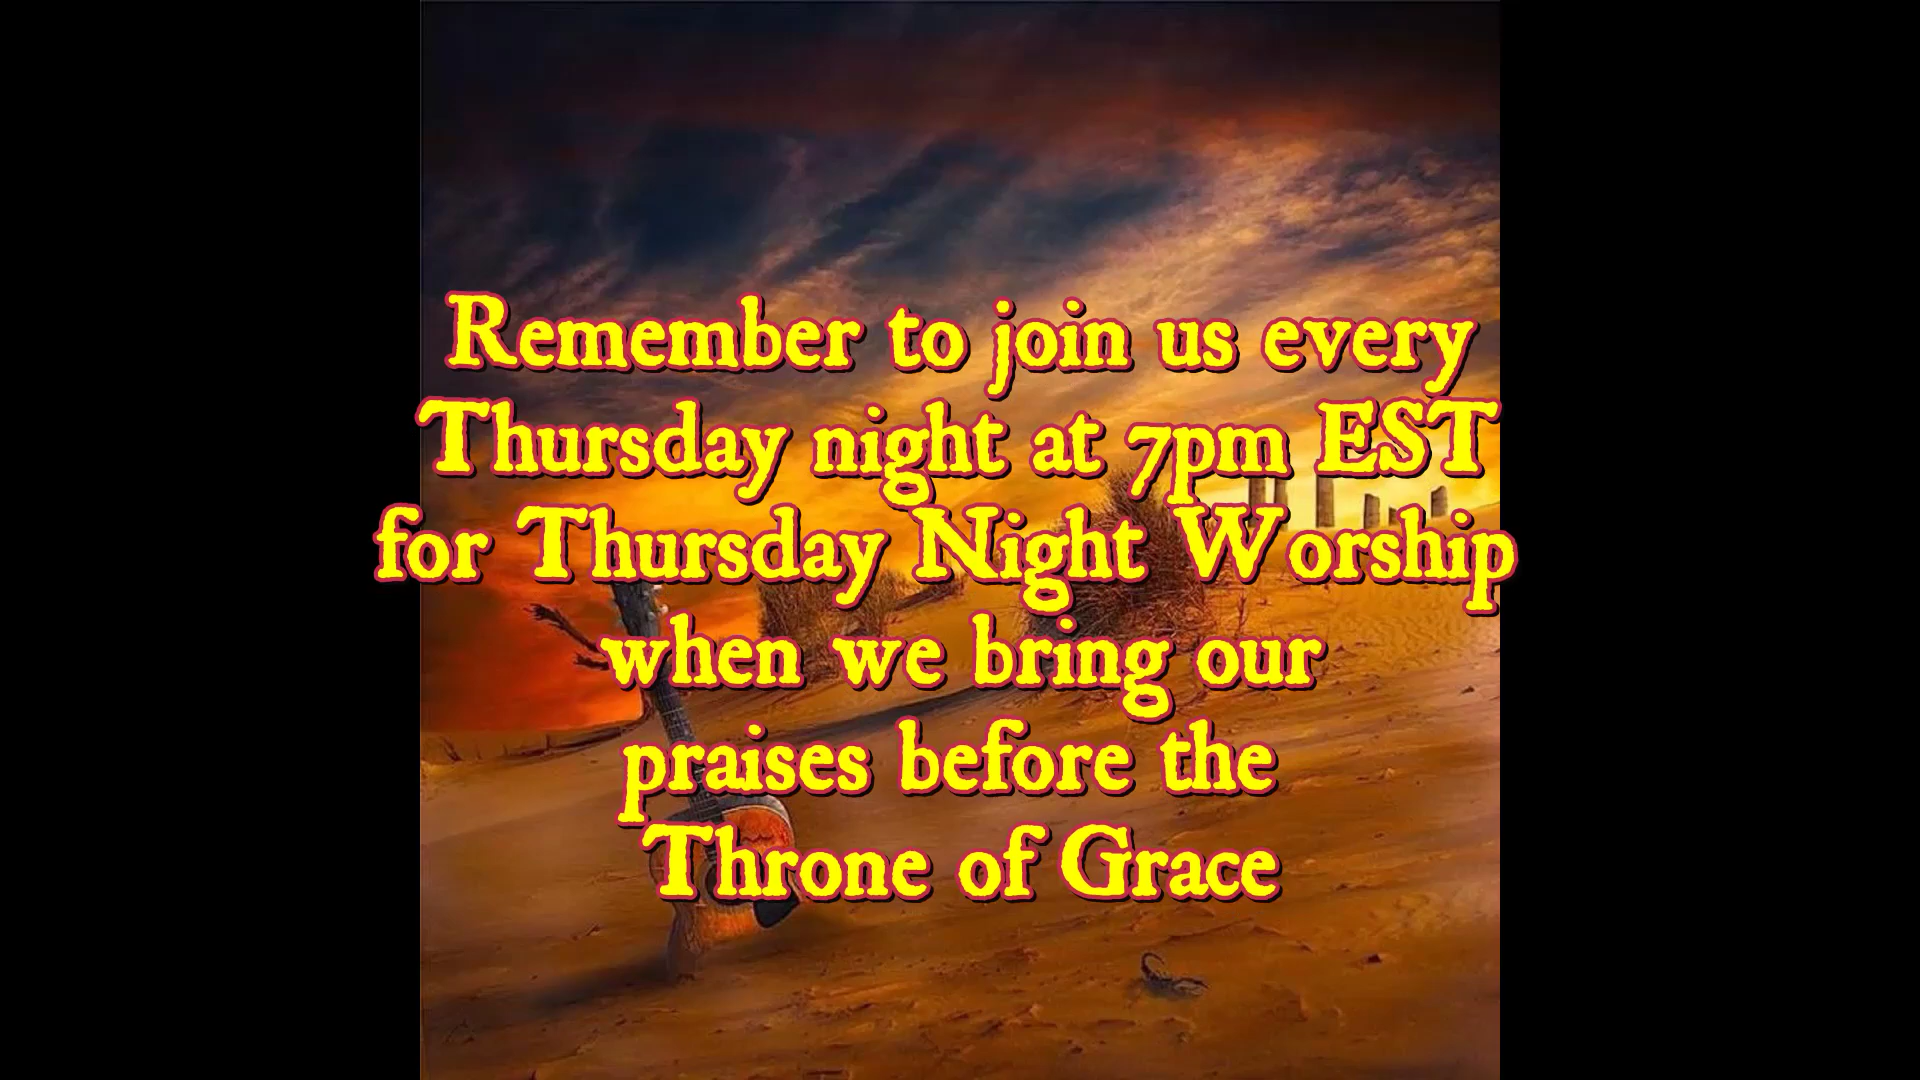 Remember to join us every
Thursday night at 7pm EST
for Thursday Night Worship
when we bring our
praises before the
Throne of Grace